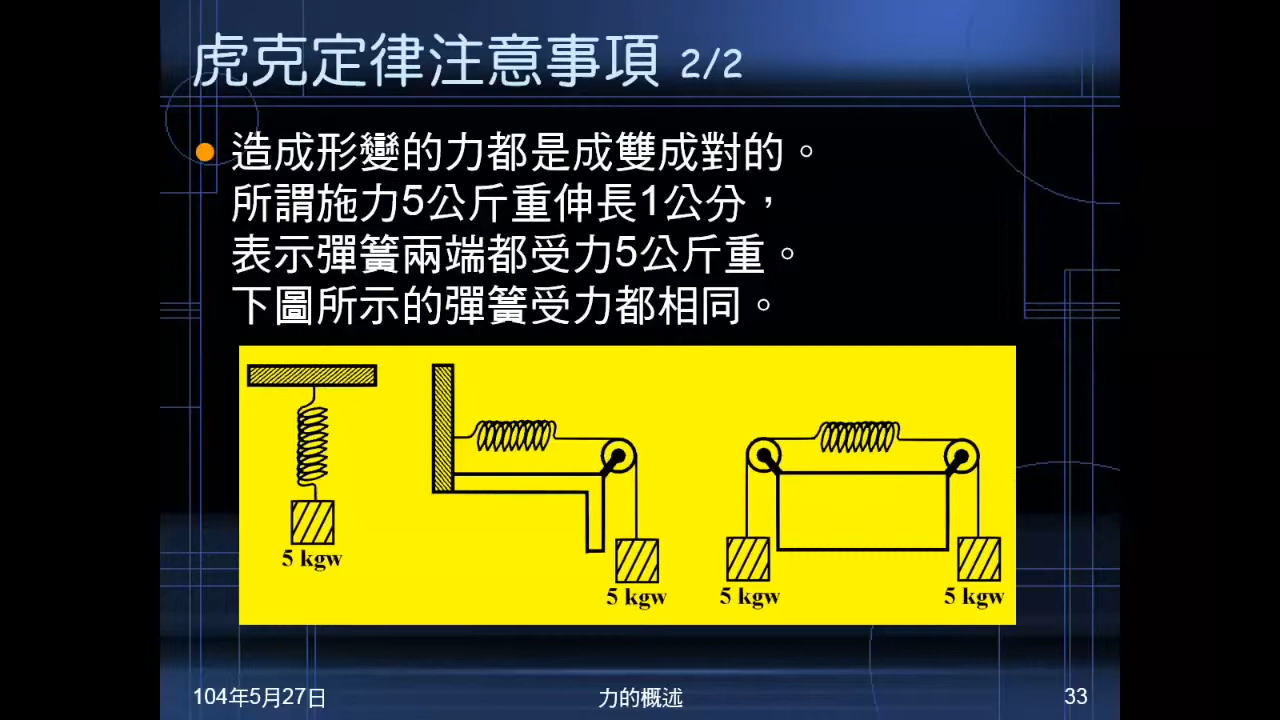 虎克定律注意事項 2/2
造成形變的力都是成雙成對的。
所謂施力5公斤重伸長1公分，
表示彈簧兩端都受力5公斤重。
下圖所示的彈簧受力都相同。
5 kgw
5 kgw
5 kgw
5 kgw
104年5月27日
力的概述
33